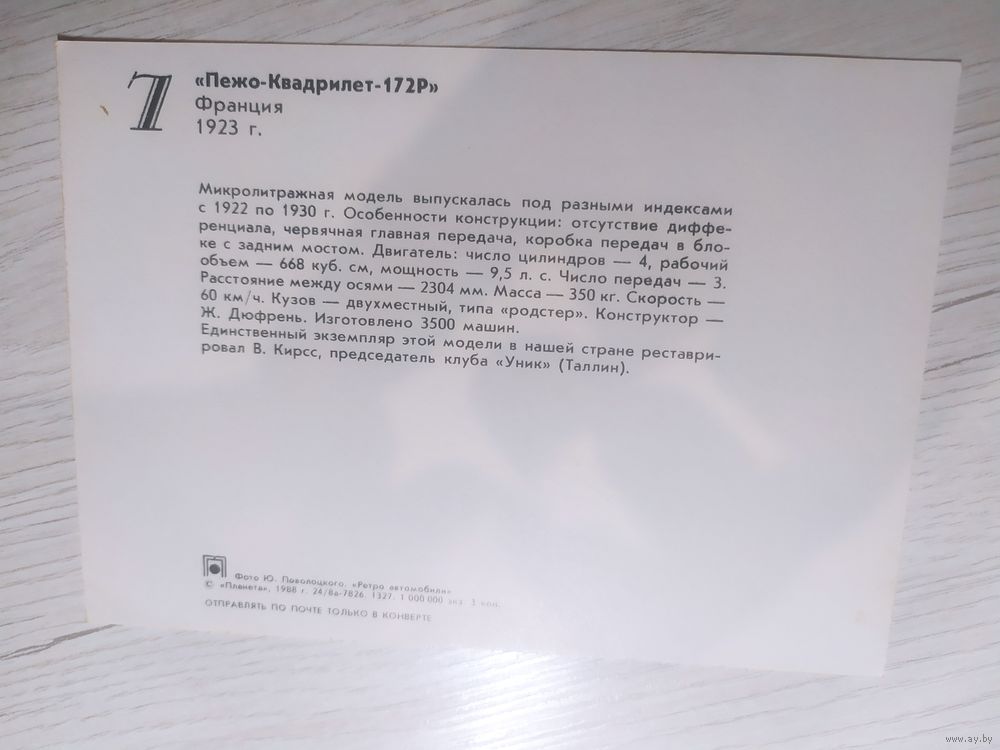 7
«Пежо-Квадрилет-172Р»
Франция
1923 г.
Микролитражная модель выпускалась под разными индексами
с 1922 по 1930 г. Особенности конструкции: отсутствие диффе-
ренциала, червячная главная передача, коробка передач в бло-
ке с задним мостом. Двигатель: число цилиндров — 4, рабочий
объем — 668 куб. см, мощность — 9,5 л. с. Число передач — 3.
Расстояние между осями — 2304 мм. Масса — 350 кг. Скорость —
60 км/ч. Кузов — двухместный, типа «родстер». Конструктор —
Ж. Дюфрень. Изготовлено 3500 машин.
Единственный экземпляр этой модели в нашей стране реставри-
ровал В. Кирсс, председатель клуба «Уник» (Таллин).
Фото Ю. Поволоцкого. «Ретро автомобили»
© «Планета», 1988 г. 24/8а-7826. 1327. 1 000 000 экз. 3 коп.
ОТПРАВЛЯТЬ ПО ПОЧТЕ ТОЛЬКО В КОНВЕРТЕ
www.ay.by